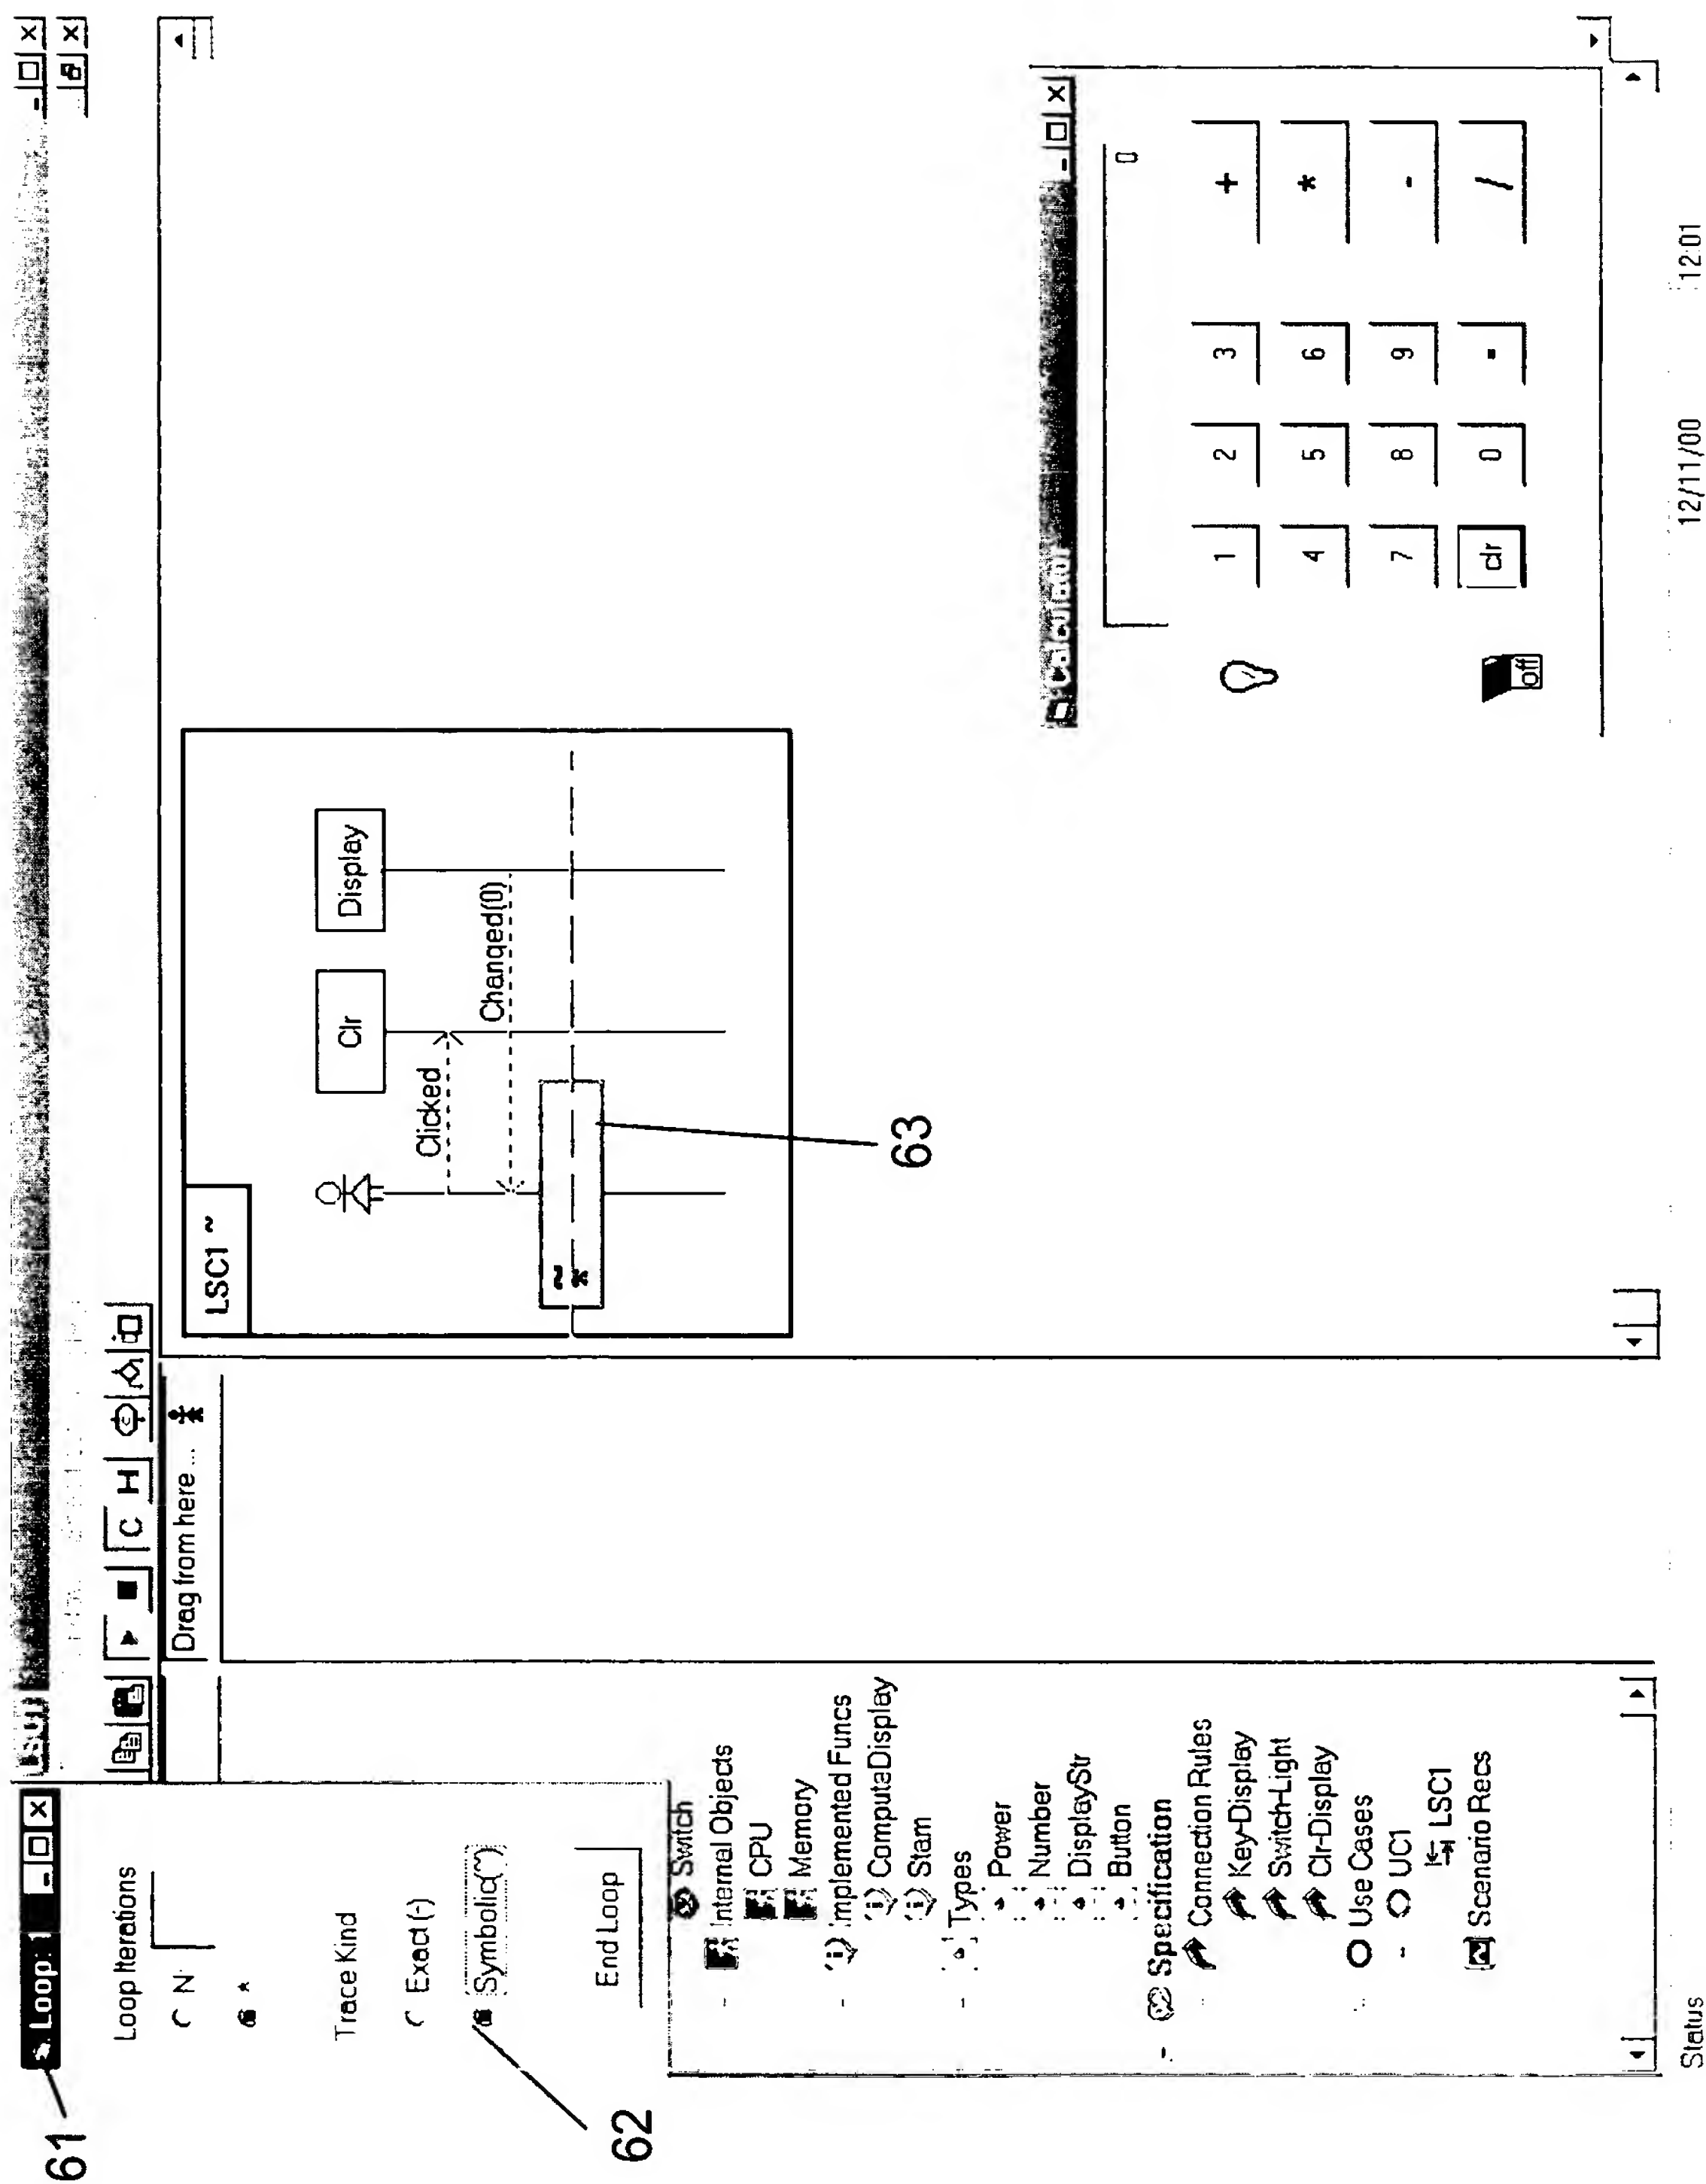 61
Loop: 1
LSC1
Loop Iterations
N
*
Trace Kind
Exact (-)
62
Symbolic(~)
End Loop
C H
Drag from here ...
Switch
Internal Objects
CPU
Memory
Implemented Funcs
ComputeDisplay
Stam
Types
Power
Number
DisplayStr
Button
Specification
Connection Rules
Key-Display
Switch-Light
Clr-Display
Use Cases
UC1
LSC1
Scenario Recs
LSC1 ~
Clr
Display
Clicked
Changed(0)
~
*
63
Calculator
0
1 2 3 +
4 5 6 *
7 8 9 -
clr 0 /
off
Status
12/11/00
12:01